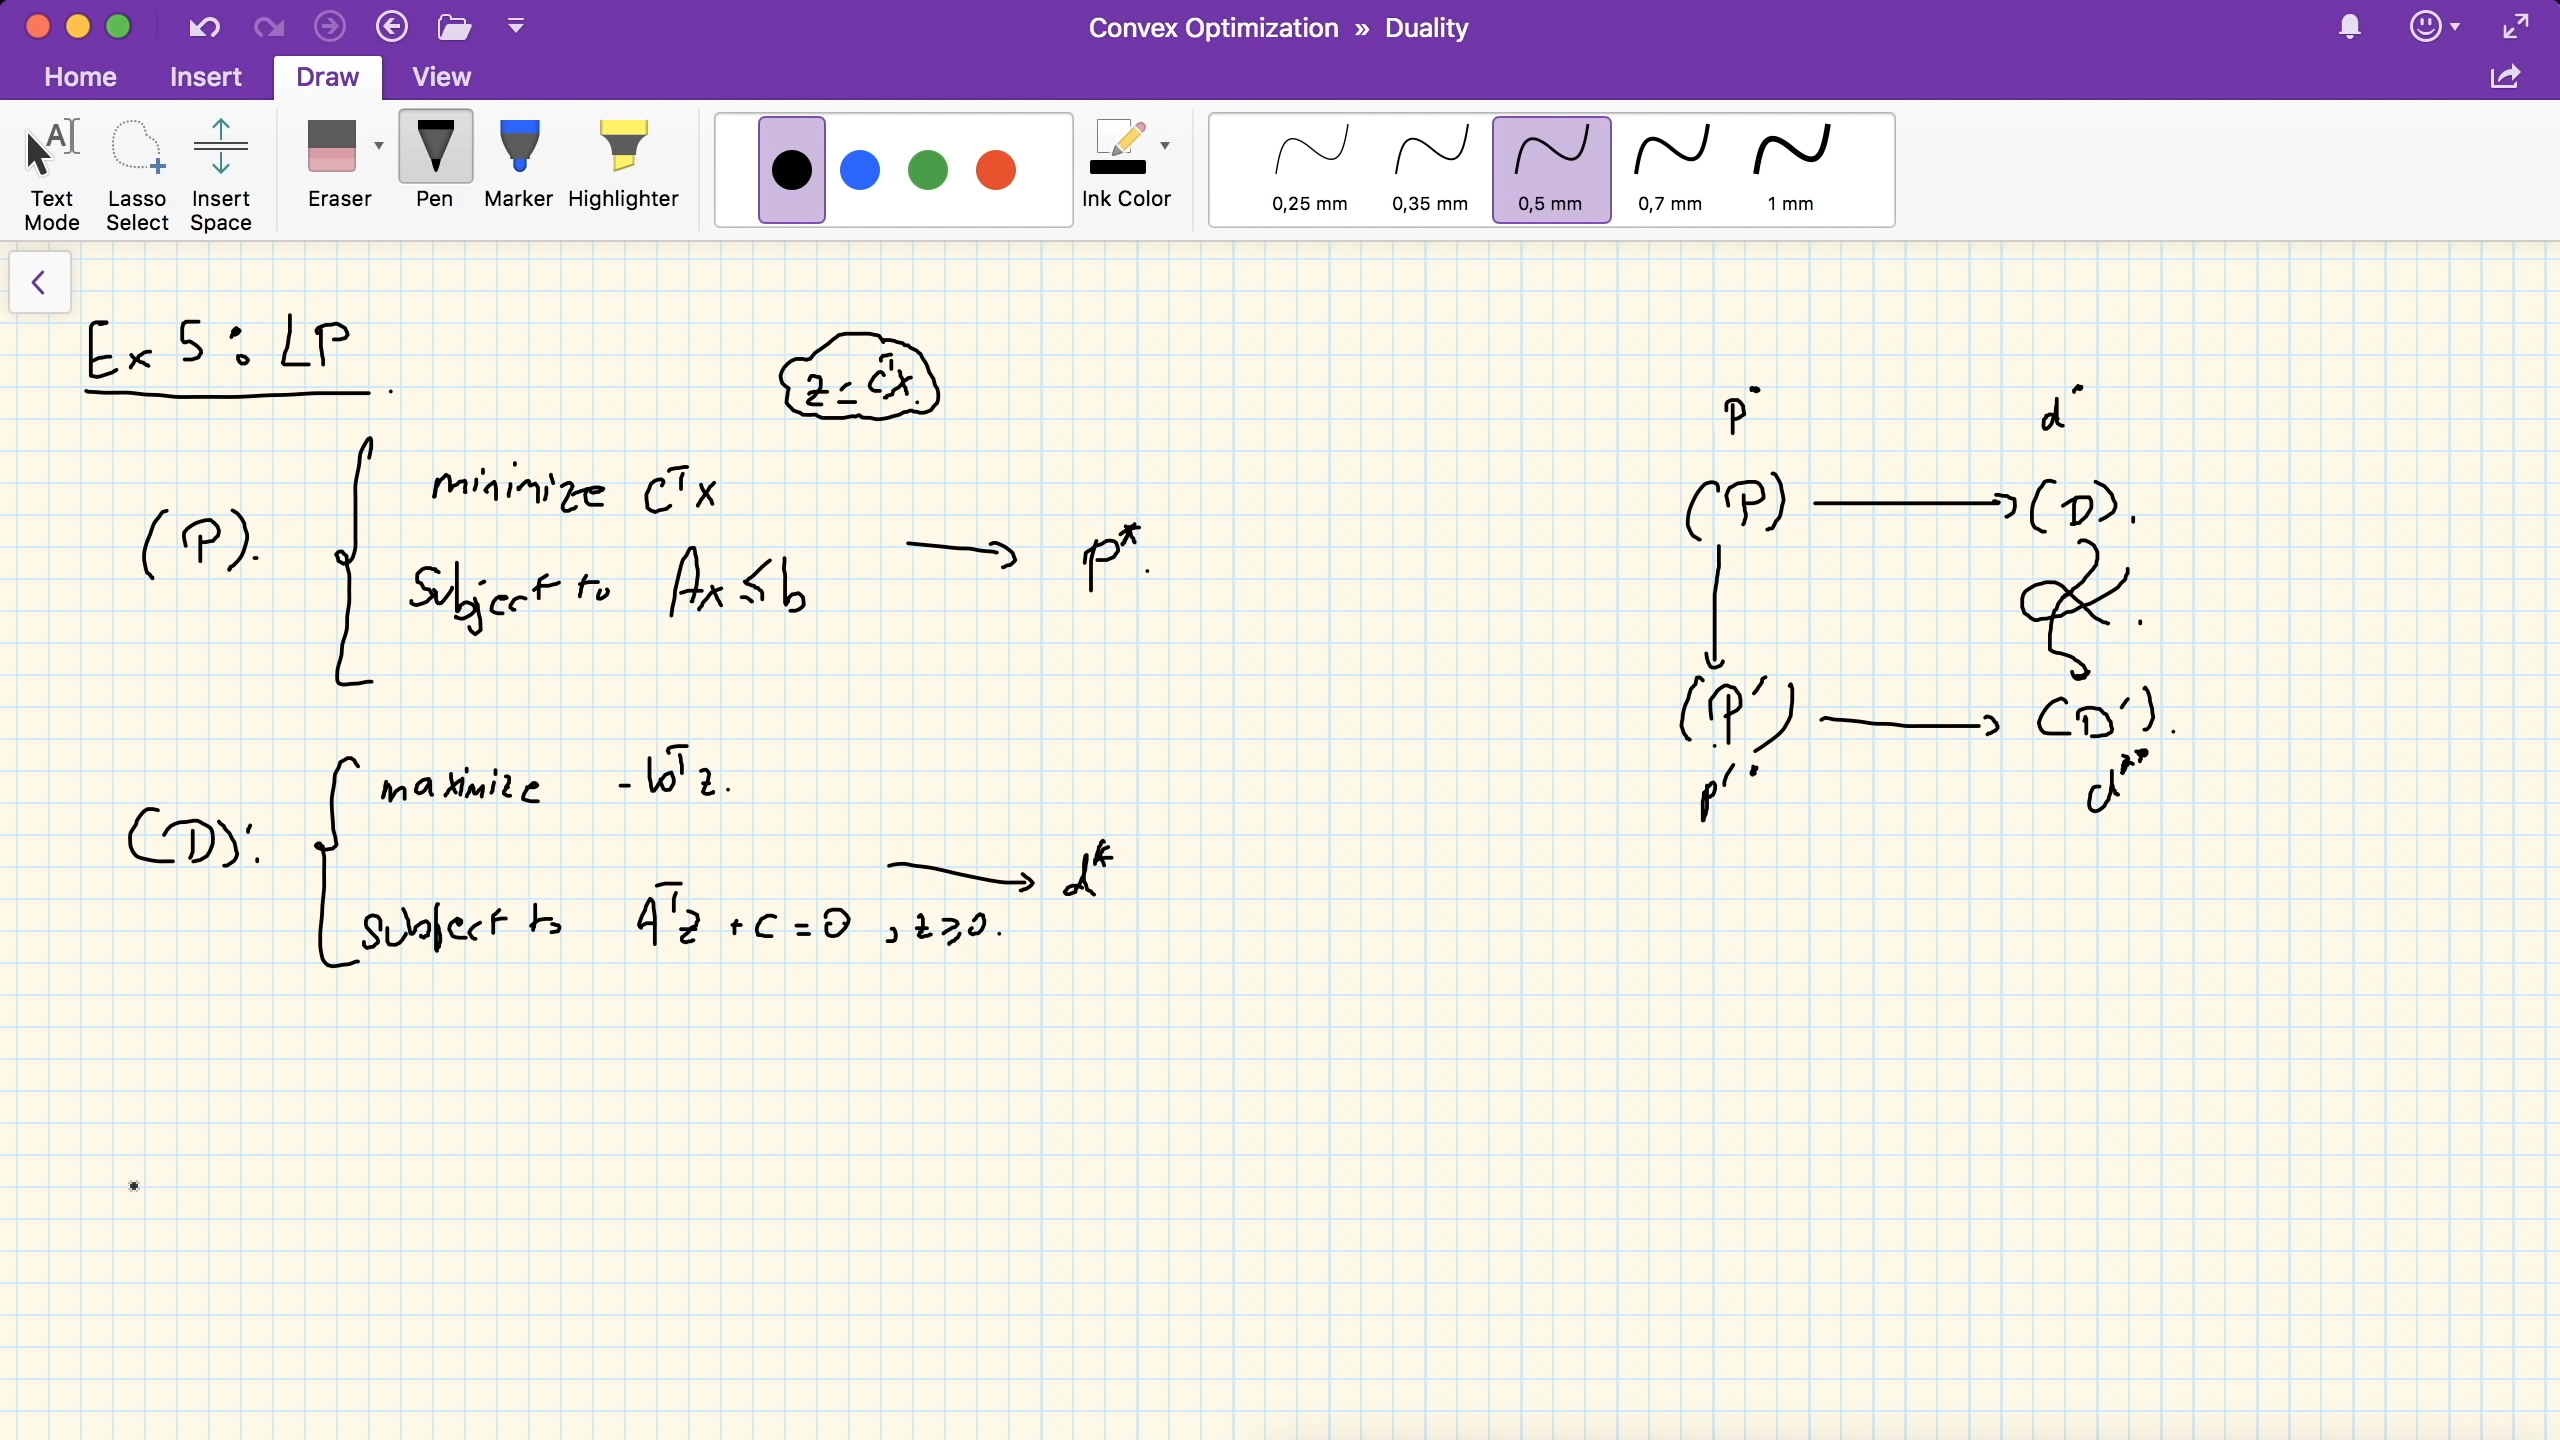 Convex Optimization » Duality
Home Insert Draw View
Text Mode Lasso Select Insert Space Eraser Pen Marker Highlighter Ink Color 0,25 mm 0,35 mm 0,5 mm 0,7 mm 1 mm
Ex 5 : LP.
z = cᵀx.
(P).
minimize cᵀx
Subject to Ax ≤ b
→ p*.
(D):
maximize - bᵀz.
subject to Aᵀz + c = 0 , z ≥ 0.
→ d*
p* d*
(P) → (D).
(P') → (D').
p'* d'*